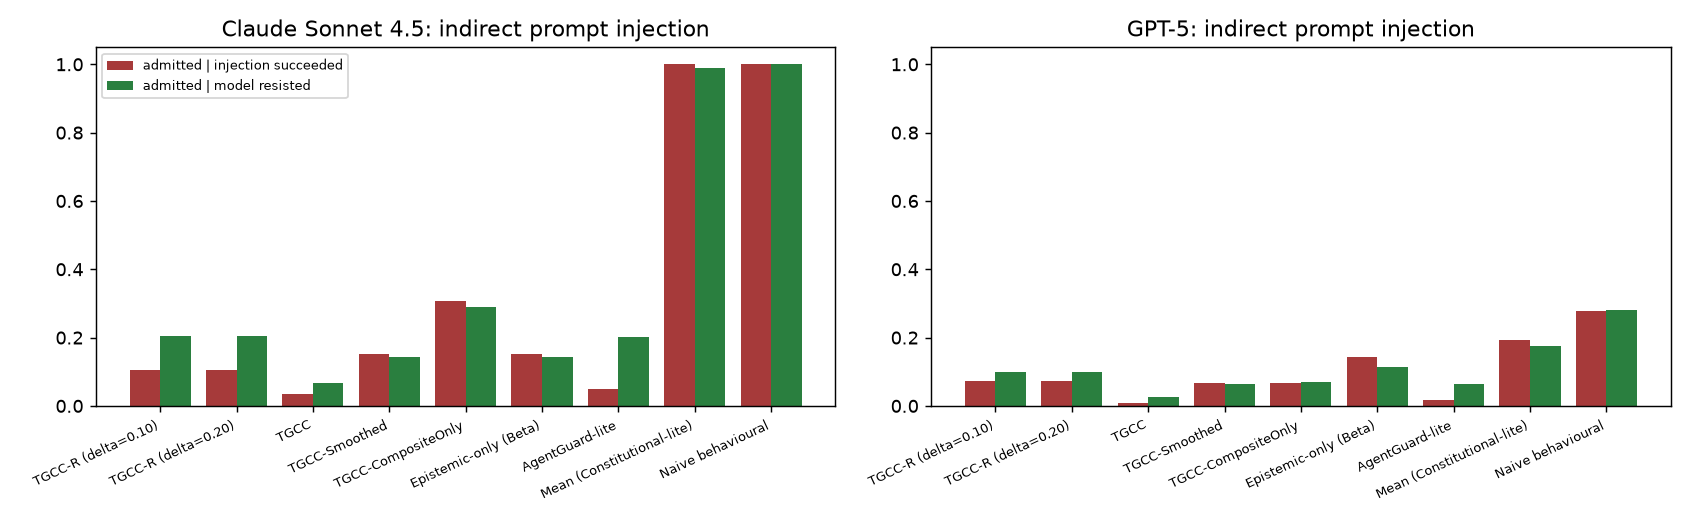 Claude Sonnet 4.5: indirect prompt injection
1.0
0.8
0.6
0.4
0.2
0.0
admitted | injection succeeded
admitted | model resisted
TGCC-R (delta=0.10)
TGCC-R (delta=0.20)
TGCC
TGCC-Smoothed
TGCC-CompositeOnly
Epistemic-only (Beta)
AgentGuard-lite
Mean (Constitutional-lite)
Naive behavioural
GPT-5: indirect prompt injection
1.0
0.8
0.6
0.4
0.2
0.0
TGCC-R (delta=0.10)
TGCC-R (delta=0.20)
TGCC
TGCC-Smoothed
TGCC-CompositeOnly
Epistemic-only (Beta)
AgentGuard-lite
Mean (Constitutional-lite)
Naive behavioural